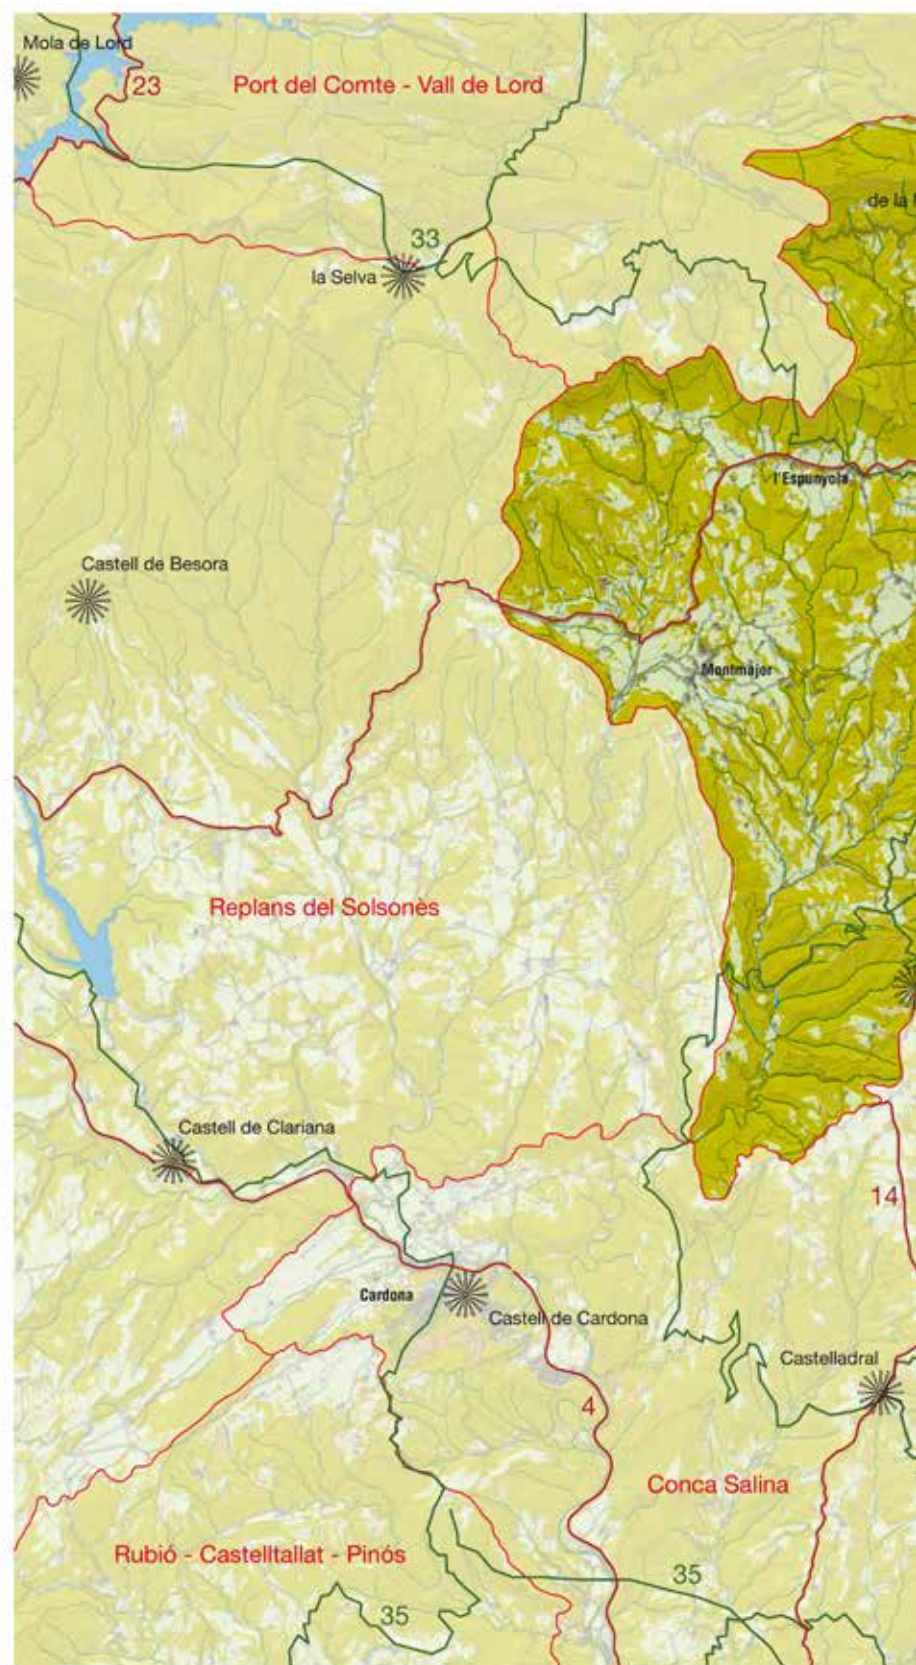 Mola de Lord
23
Port del Comte - Vall de Lord
de la
33
la Selva
l'Espunyola
Castell de Besora
Montmajor
Replans del Solsonès
Castell de Clariana
14
Cardona
Castell de Cardona
Castelladral
4
Conca Salina
Rubió - Castelltallat - Pinós
35
35